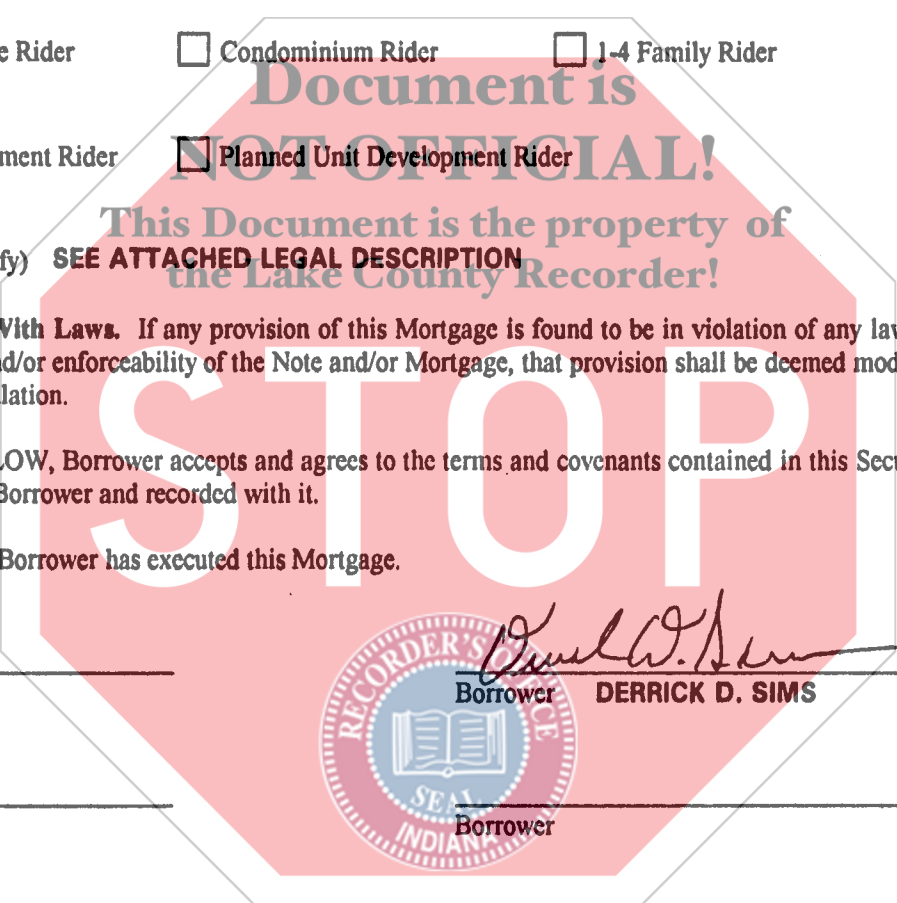 e Rider ☐ Condominium Rider ☐ 1-4 Family Rider
Document is
ment Rider ☐ Planned Unit Development Rider
NOT OFFICIAL!
This Document is the property of
fy) SEE ATTACHED LEGAL DESCRIPTION
the Lake County Recorder!
With Laws. If any provision of this Mortgage is found to be in violation of any law
d/or enforceability of the Note and/or Mortgage, that provision shall be deemed mod
lation.
STOP
LOW, Borrower accepts and agrees to the terms and covenants contained in this Sec
Borrower and recorded with it.
Borrower has executed this Mortgage.
Derrick D. Sims
Borrower DERRICK D. SIMS
RECORDER'S OFFICE
SEAL
INDIANA
Borrower